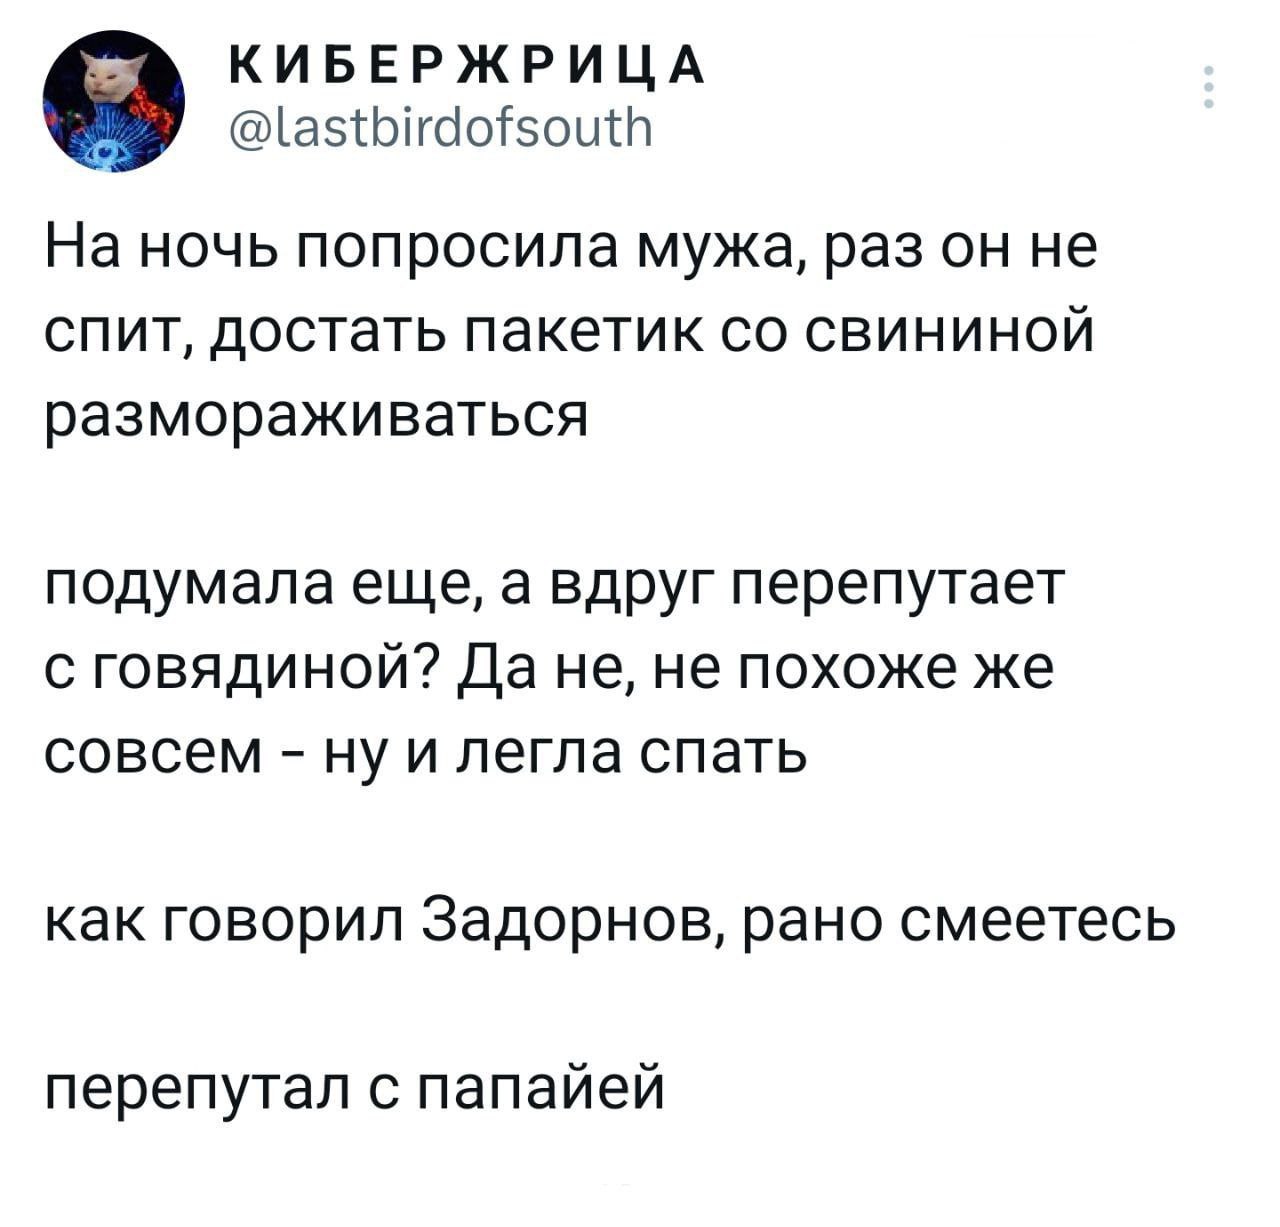 КИБЕРЖРИЦА
@lastbirdofsouth
На ночь попросила мужа, раз он не
спит, достать пакетик со свининой
размораживаться
подумала еще, а вдруг перепутает
с говядиной? Да не, не похоже же
совсем - ну и легла спать
как говорил Задорнов, рано смеетесь
перепутал с папайей